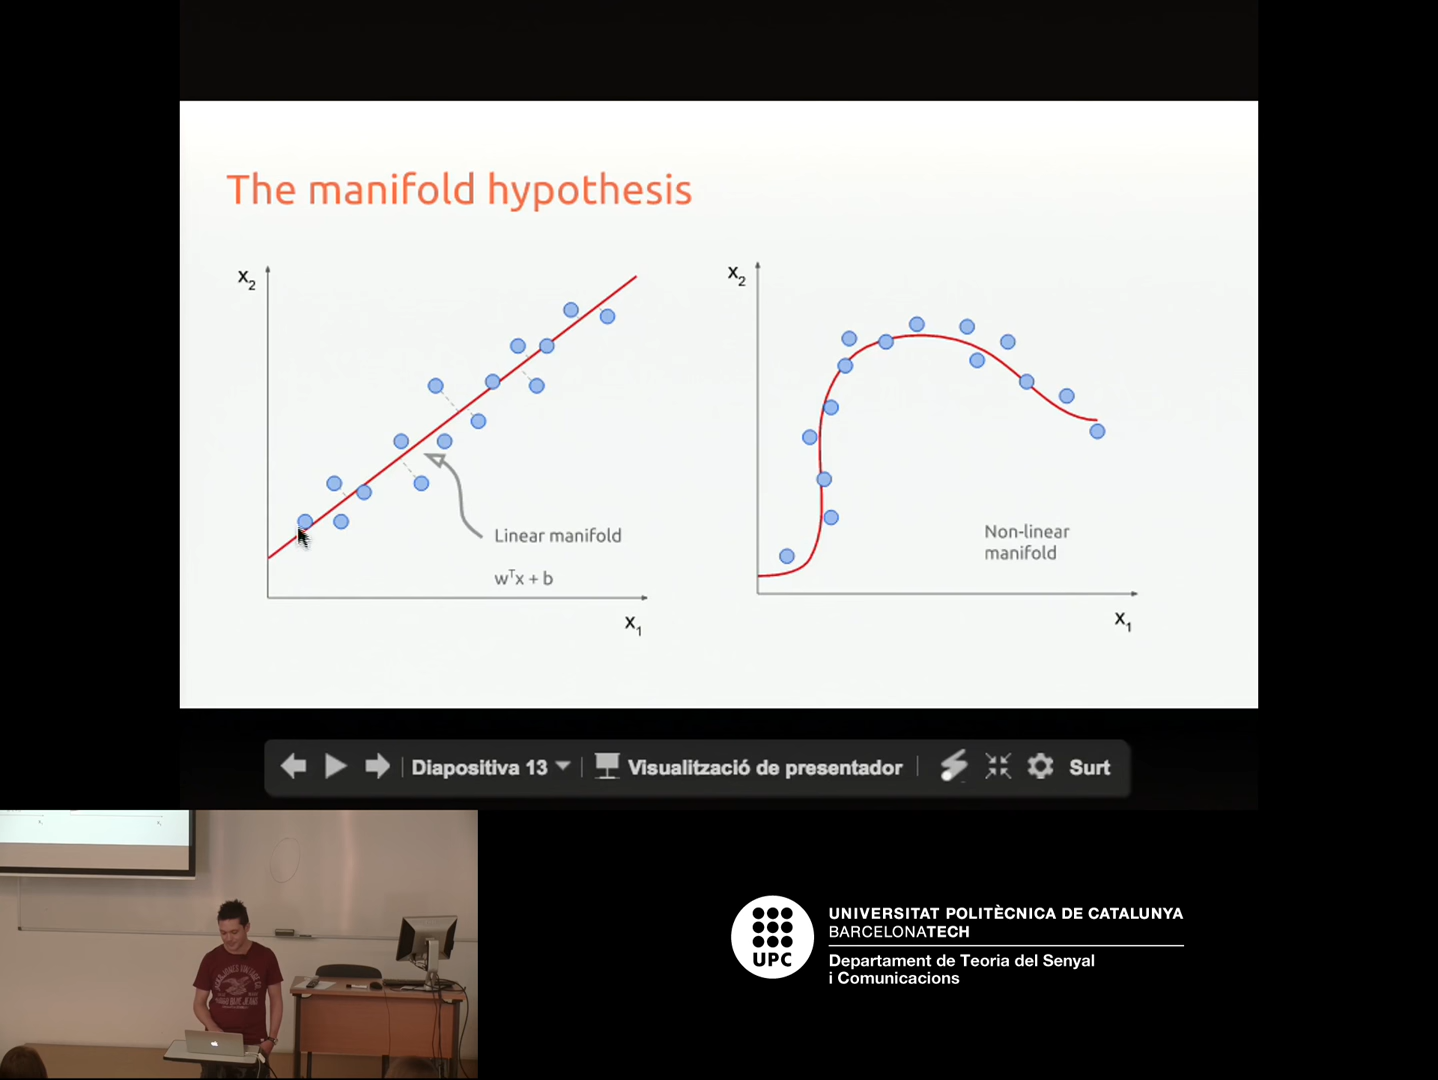 The manifold hypothesis
x2
x2
Linear manifold
wTx + b
Non-linear
manifold
x1
x1
Diapositiva 13
Visualització de presentador
Surt
UPC
UNIVERSITAT POLITÈCNICA DE CATALUNYA
BARCELONATECH
Departament de Teoria del Senyal
i Comunicacions